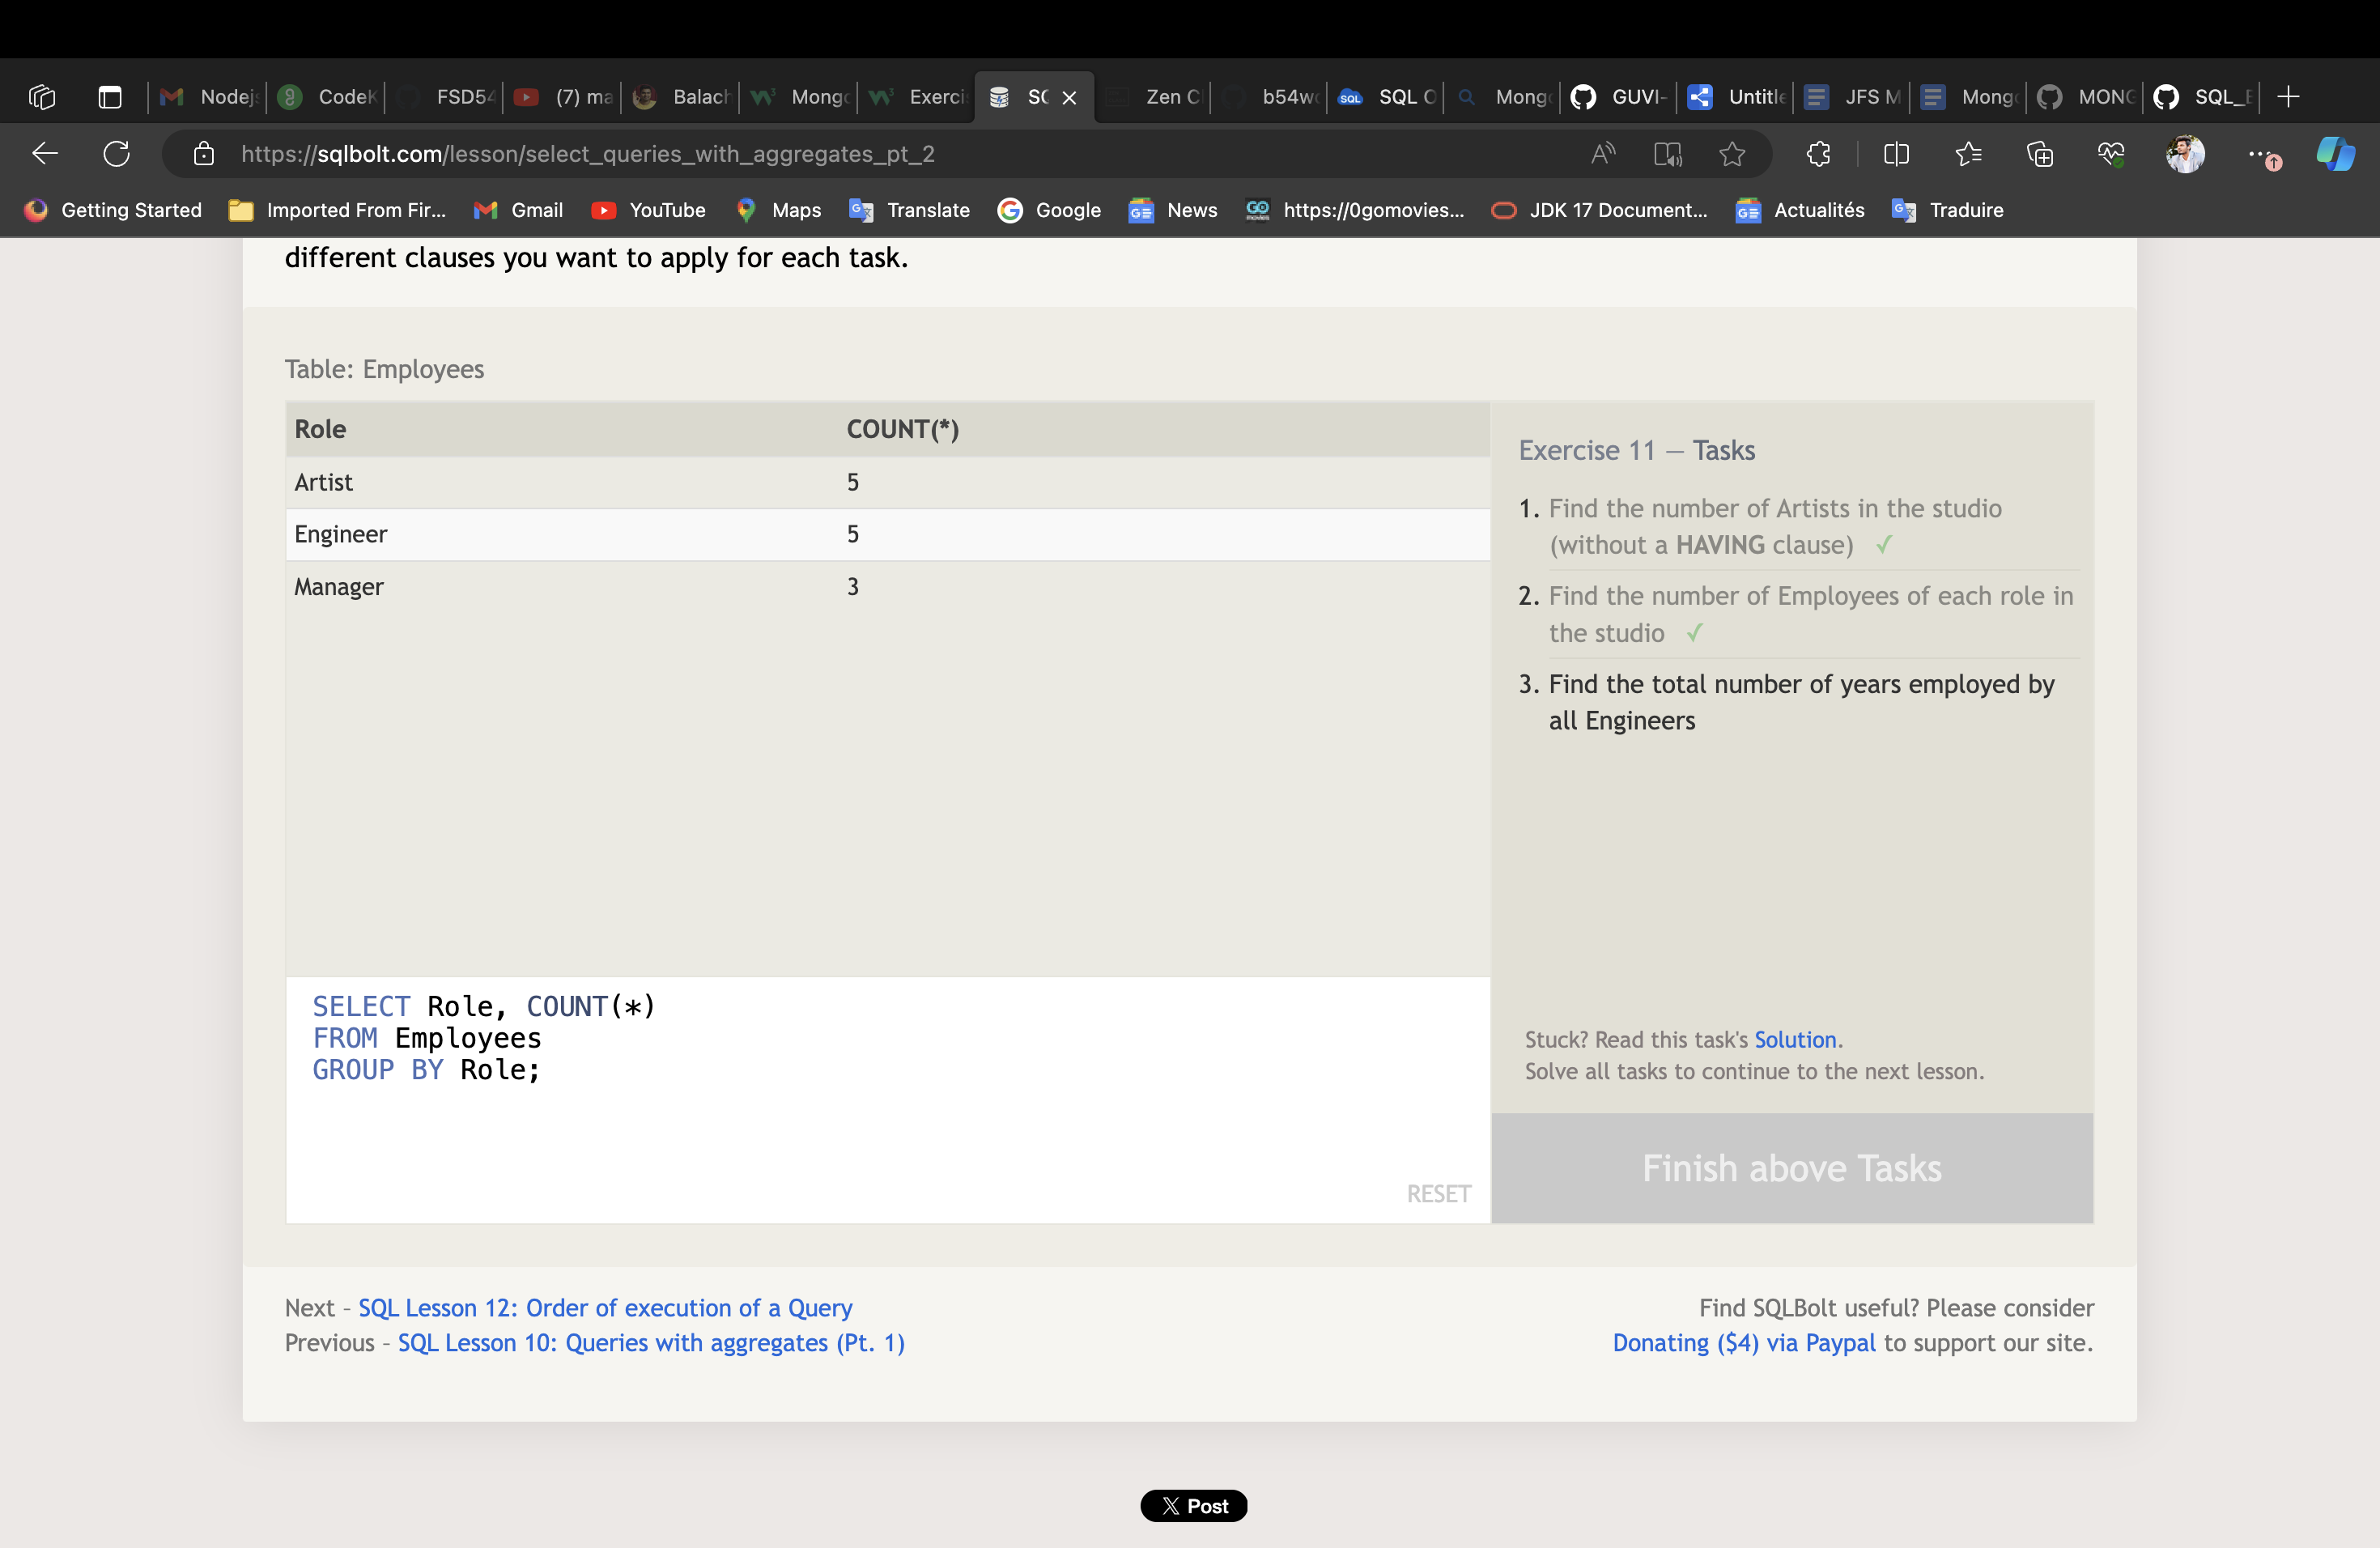 Nodej
CodeK
FSD54
(7) ma
Balach
Mongo
Exerci
SQ
Zen C
b54w
SQL O
Mong
GUVI-
Untitle
JFS M
Mong
MONG
SQL_E
https://sqlbolt.com/lesson/select_queries_with_aggregates_pt_2
Getting Started
Imported From Fir...
Gmail
YouTube
Maps
Translate
Google
News
https://0gomovies...
JDK 17 Document...
Actualités
Traduire
different clauses you want to apply for each task.
Table: Employees
Role COUNT(*)
Artist 5
Engineer 5
Manager 3
SELECT Role, COUNT(*)
FROM Employees
GROUP BY Role;
RESET
Exercise 11 — Tasks
1. Find the number of Artists in the studio
(without a HAVING clause) ✓
2. Find the number of Employees of each role in
the studio ✓
3. Find the total number of years employed by
all Engineers
Stuck? Read this task's Solution.
Solve all tasks to continue to the next lesson.
Finish above Tasks
Next – SQL Lesson 12: Order of execution of a Query
Previous – SQL Lesson 10: Queries with aggregates (Pt. 1)
Find SQLBolt useful? Please consider
Donating ($4) via Paypal to support our site.
X Post